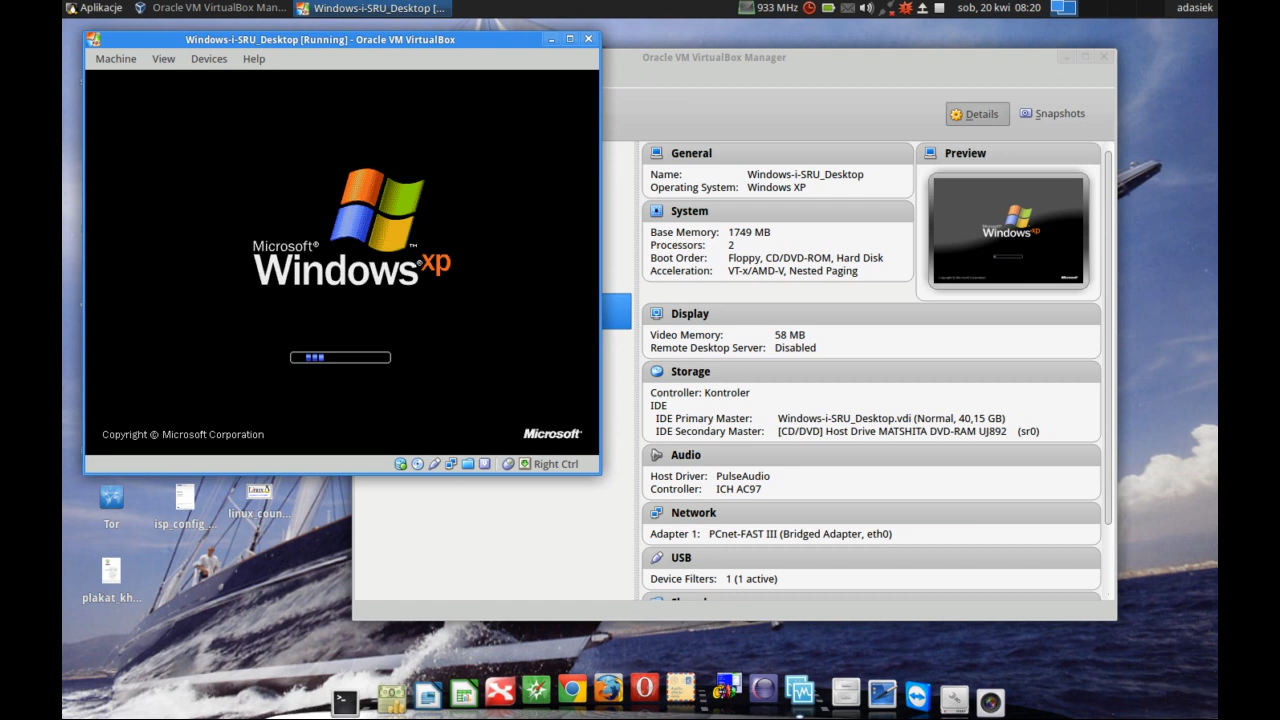 Aplikacje
Oracle VM VirtualBox Man...
Windows-i-SRU_Desktop [...
933 MHz
sob, 20 kwi 08:20
adasiek
Windows-i-SRU_Desktop [Running] - Oracle VM VirtualBox
Machine View Devices Help
Microsoft®
Windows®xp
™
Copyright © Microsoft Corporation
Microsoft®
Right Ctrl
Oracle VM VirtualBox Manager
Details
Snapshots
General
Name: Windows-i-SRU_Desktop
Operating System: Windows XP
System
Base Memory: 1749 MB
Processors: 2
Boot Order: Floppy, CD/DVD-ROM, Hard Disk
Acceleration: VT-x/AMD-V, Nested Paging
Preview
Windows xp
Display
Video Memory: 58 MB
Remote Desktop Server: Disabled
Storage
Controller: Kontroler
IDE
IDE Primary Master: Windows-i-SRU_Desktop.vdi (Normal, 40,15 GB)
IDE Secondary Master: [CD/DVD] Host Drive MATSHITA DVD-RAM UJ892 (sr0)
Audio
Host Driver: PulseAudio
Controller: ICH AC97
Network
Adapter 1: PCnet-FAST III (Bridged Adapter, eth0)
USB
Device Filters: 1 (1 active)
Tor
isp_config_...
Linux
linux_coun...
plakat_kh...